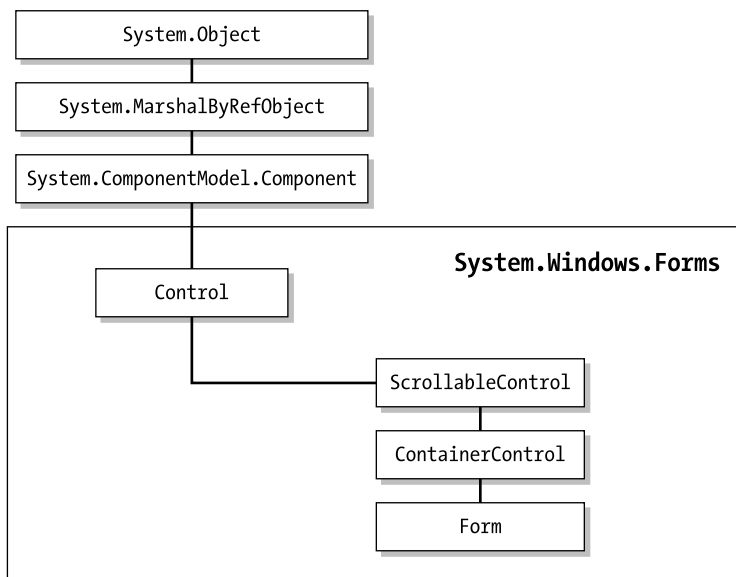 System.Object
System.MarshalByRefObject
System.ComponentModel.Component
System.Windows.Forms
Control
ScrollableControl
ContainerControl
Form